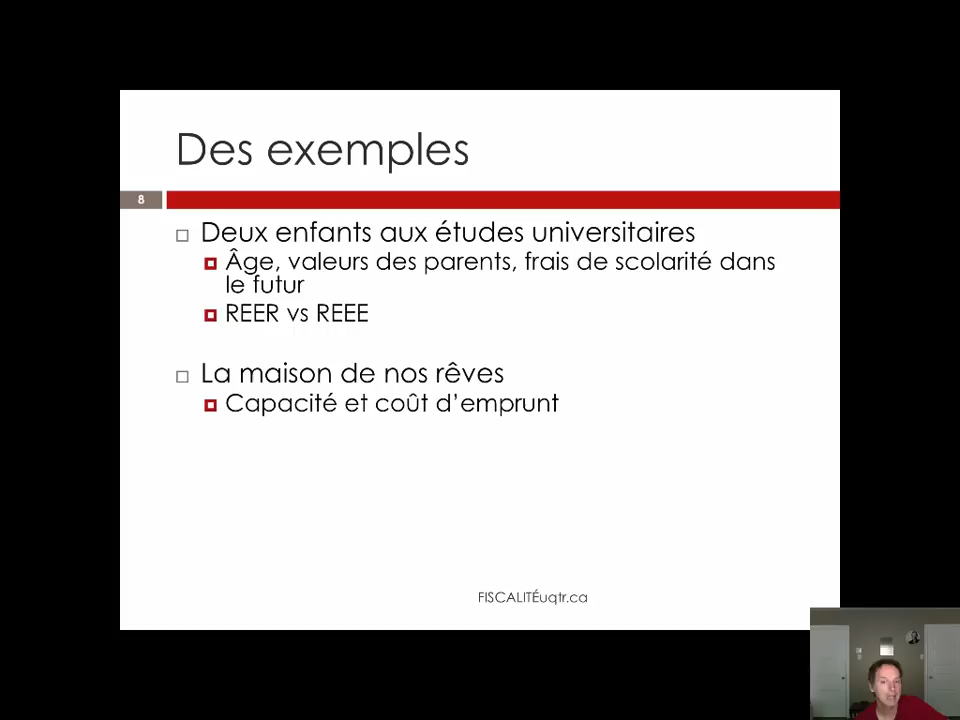 Des exemples
8
Deux enfants aux études universitaires
Âge, valeurs des parents, frais de scolarité dans
le futur
REER vs REEE
La maison de nos rêves
Capacité et coût d’emprunt
FISCALITÉuqtr.ca